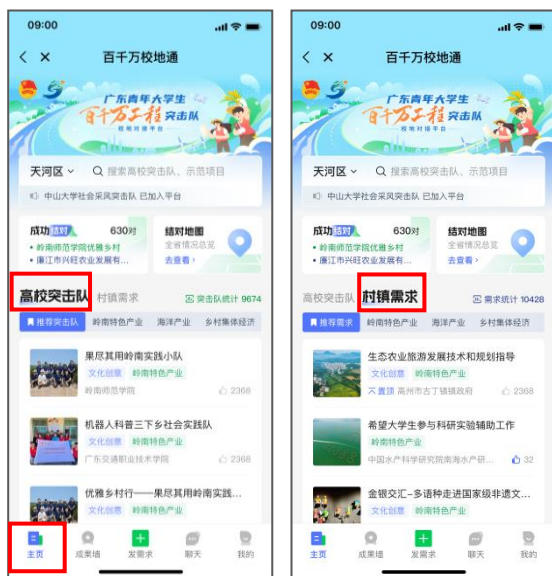 09:00
百千万校地通
广东青年大学生
百千万工程 突击队
校地对接平台
天河区
搜索高校突击队、示范项目
中山大学社会采风突击队 已加入平台
成功结对 630对
• 岭南师范学院优雅乡村
• 廉江市兴旺农业发展有...
结对地图
全省情况总览
去查看 ›
高校突击队 村镇需求 突击队统计 9674
推荐突击队 岭南特色产业 海洋产业 乡村集体经济
果尽其用岭南实践小队
文化创意 岭南特色产业
岭南师范学院 2368
机器人科普三下乡社会实践队
文化创意 岭南特色产业
广东交通职业技术学院 2368
优雅乡村行——果尽其用岭南实践...
文化创意 岭南特色产业
主页 成果墙 发需求 聊天 我的
09:00
百千万校地通
广东青年大学生
百千万工程 突击队
校地对接平台
天河区
搜索高校突击队、示范项目
中山大学社会采风突击队 已加入平台
成功结对 630对
• 岭南师范学院优雅乡村
• 廉江市兴旺农业发展有...
结对地图
全省情况总览
去查看 ›
高校突击队 村镇需求 需求统计 10428
推荐需求 岭南特色产业 海洋产业 乡村集体经济
生态农业旅游发展技术和规划指导
文化创意 岭南特色产业
置顶 高州市古丁镇镇政府 2368
希望大学生参与科研实验辅助工作
岭南特色产业
中国水产科学研究院南海水产研... 32
金银交汇–多语种走进国家级非遗文...
文化创意 岭南特色产业
主页 成果墙 发需求 聊天 我的